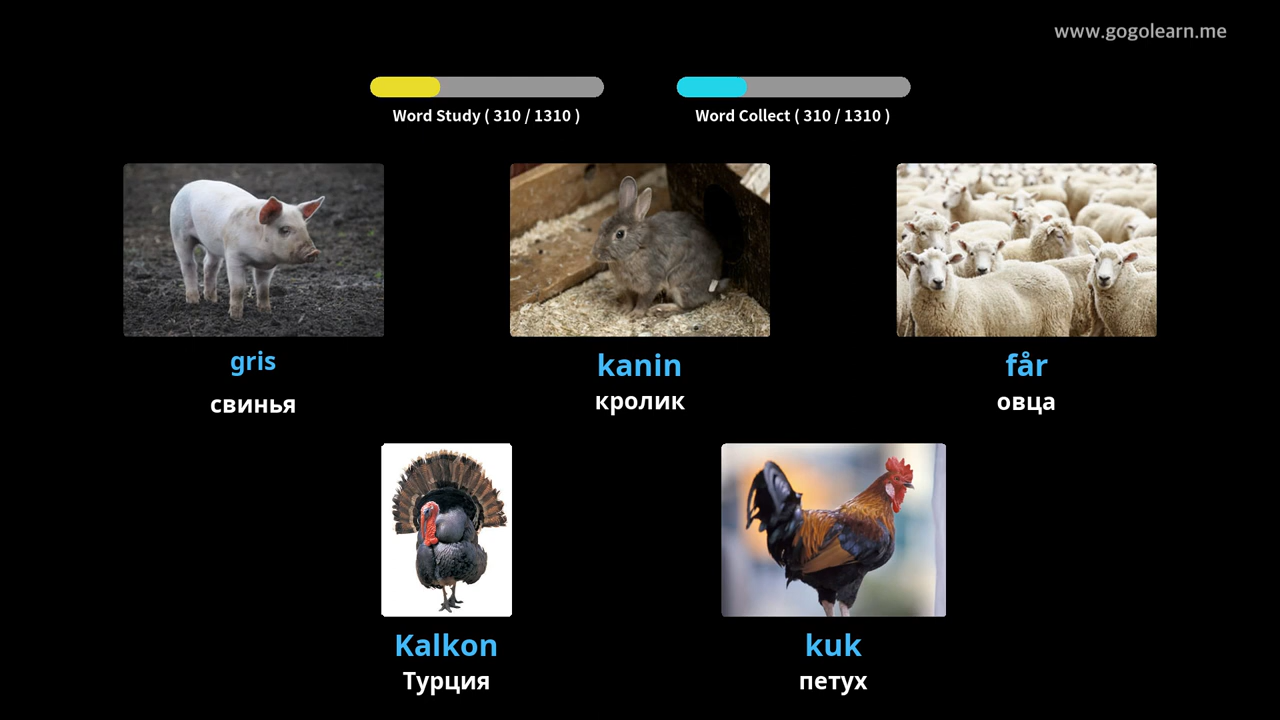 www.gogolearn.me
Word Study ( 310 / 1310 )
Word Collect ( 310 / 1310 )
gris
свинья
kanin
кролик
får
овца
Kalkon
Турция
kuk
петух